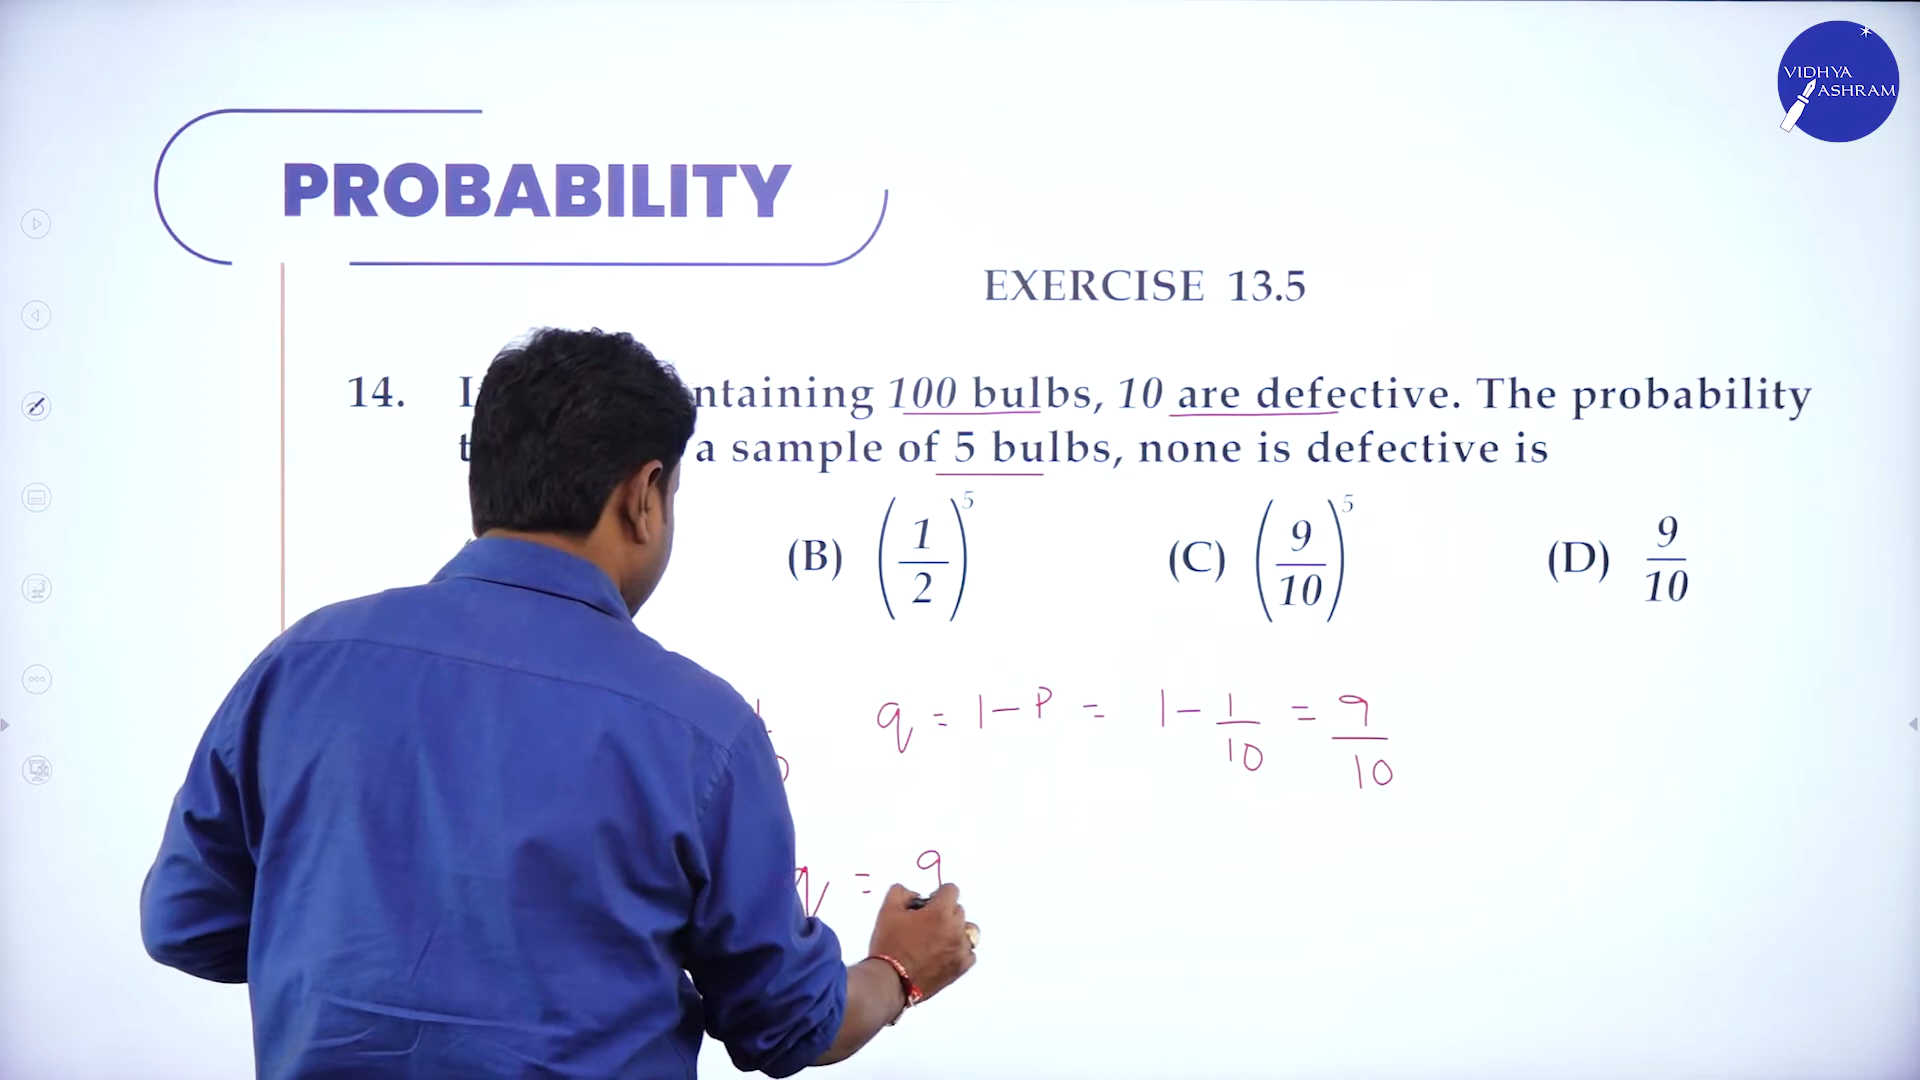 VIDHYA
ASHRAM
PROBABILITY
EXERCISE 13.5
14. containing 100 bulbs, 10 are defective. The probability
a sample of 5 bulbs, none is defective is
(B) (1/2)^5 (C) (9/10)^5 (D) 9/10
q = 1 - P = 1 - 1/10 = 9/10
q = 9